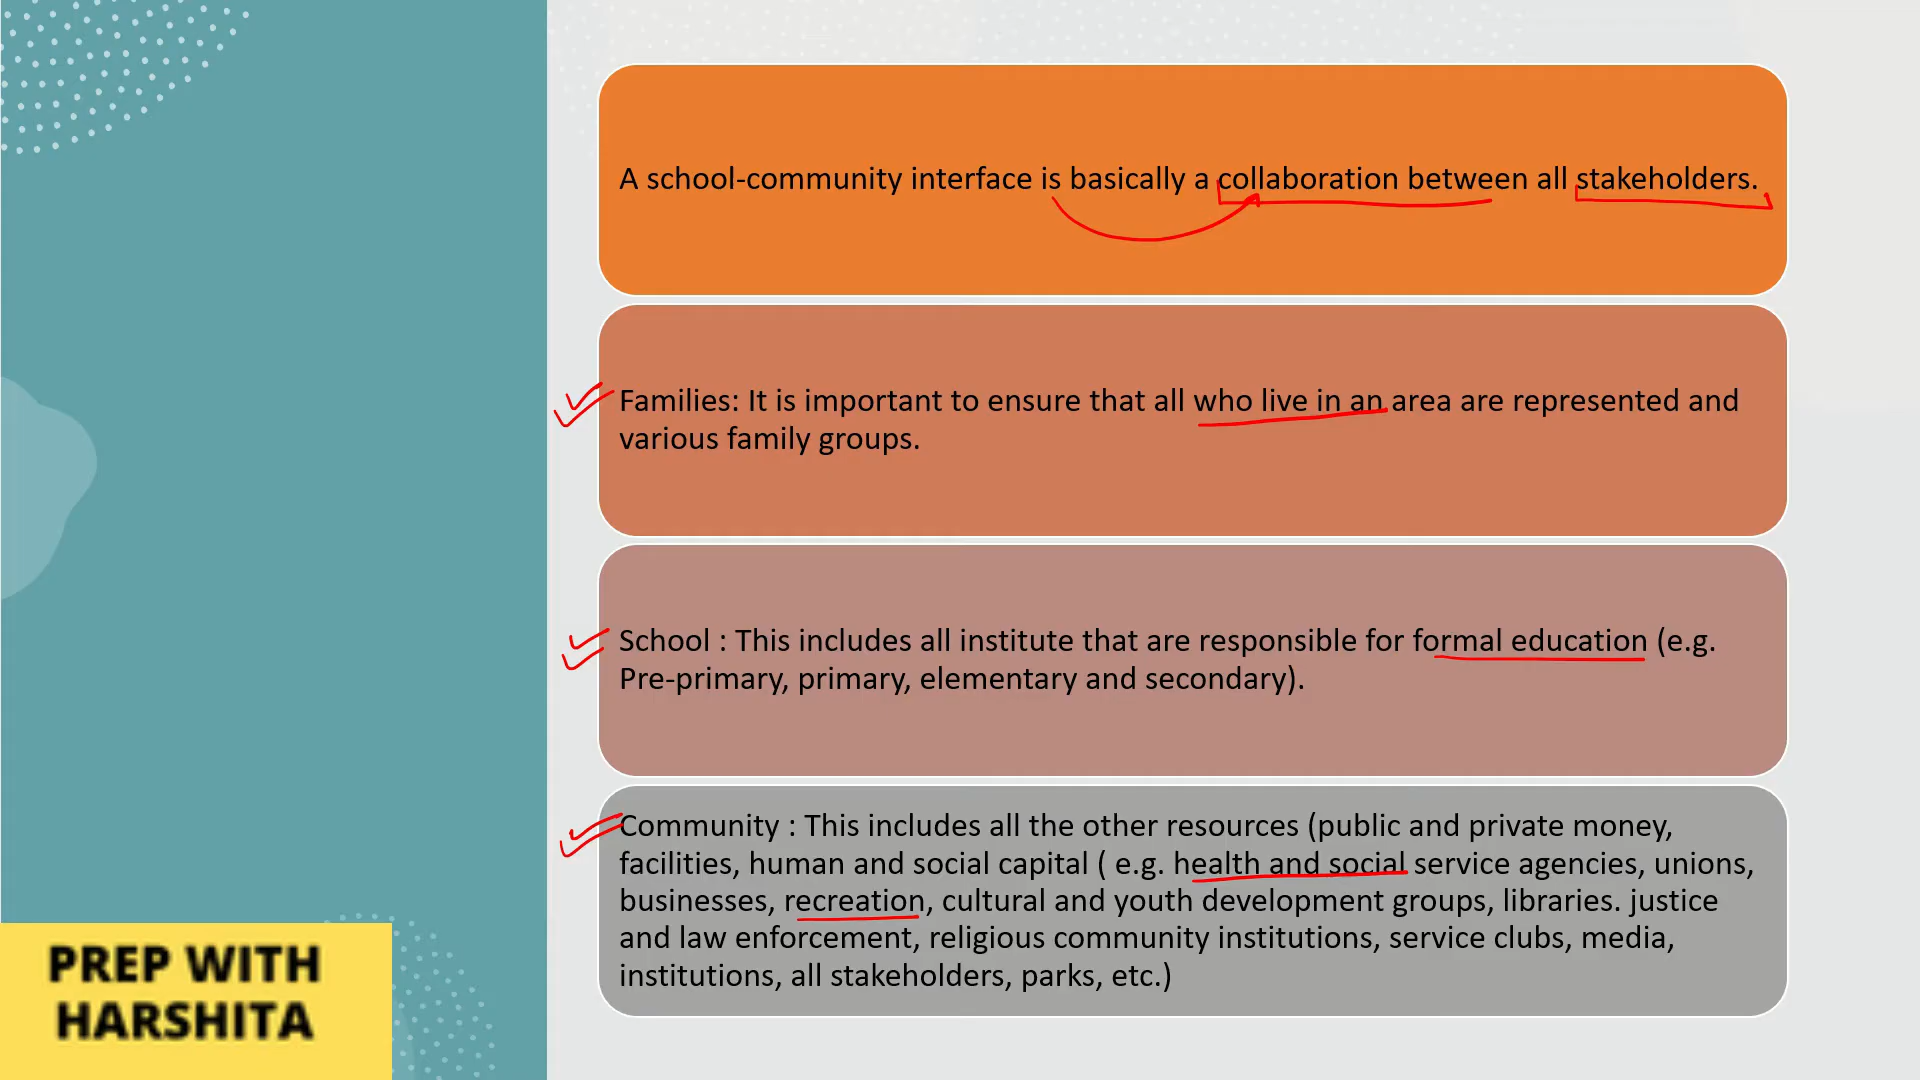 A school-community interface is basically a collaboration between all stakeholders.
Families: It is important to ensure that all who live in an area are represented and
various family groups.
School : This includes all institute that are responsible for formal education (e.g.
Pre-primary, primary, elementary and secondary).
Community : This includes all the other resources (public and private money,
facilities, human and social capital ( e.g. health and social service agencies, unions,
businesses, recreation, cultural and youth development groups, libraries. justice
and law enforcement, religious community institutions, service clubs, media,
institutions, all stakeholders, parks, etc.)
PREP WITH
HARSHITA